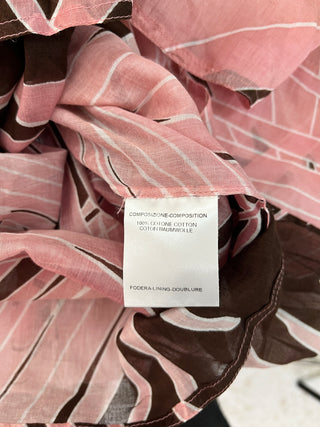 COMPOSIZIONE-COMPOSITION
100% COTONE COTTON
COTON BAUMWOLLE
FODERA-LINING-DOUBLURE